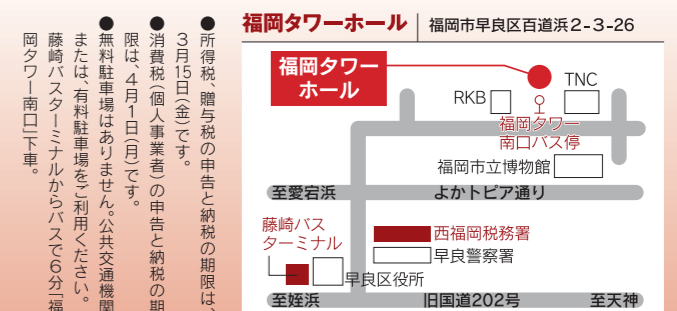 福岡タワーホール 福岡市早良区百道浜2-3-26
福岡タワー
ホール
TNC
RKB
福岡タワー
南口バス停
福岡市立博物館
至愛宕浜
よかトピア通り
藤崎バス
ターミナル
西福岡税務署
早良警察署
早良区役所
至姪浜
旧国道202号
至天神
●所得税、贈与税の申告と納税の期限は、
3月15日(金)です。
●消費税(個人事業者)の申告と納税の期
限は、4月1日(月)です。
●無料駐車場はありません。公共交通機関
または、有料駐車場をご利用ください。
藤崎バスターミナルからバスで6分「福
岡タワー南口」下車。